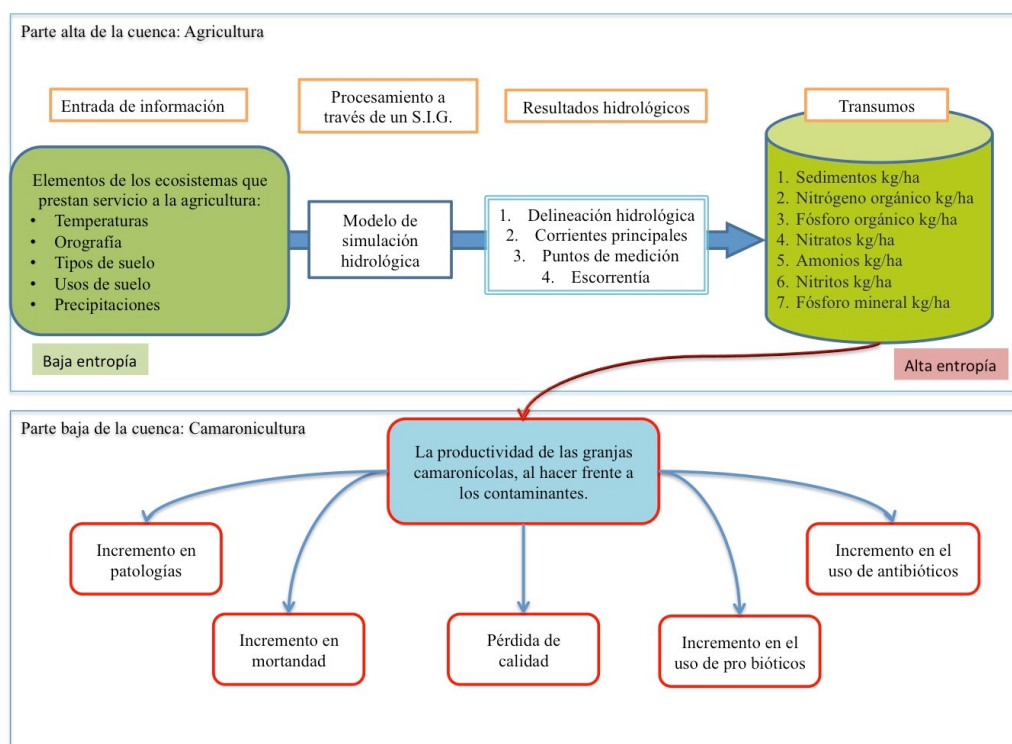 Parte alta de la cuenca: Agricultura
Entrada de información
Procesamiento a
través de un S.I.G.
Resultados hidrológicos
Transumos
Elementos de los ecosistemas que
prestan servicio a la agricultura:
• Temperaturas
• Orografía
• Tipos de suelo
• Usos de suelo
• Precipitaciones
Modelo de
simulación
hidrológica
1. Delineación hidrológica
2. Corrientes principales
3. Puntos de medición
4. Escorrentía
1. Sedimentos kg/ha
2. Nitrógeno orgánico kg/ha
3. Fósforo orgánico kg/ha
4. Nitratos kg/ha
5. Amonios kg/ha
6. Nitritos kg/ha
7. Fósforo mineral kg/ha
Baja entropía
Alta entropía
Parte baja de la cuenca: Camaronicultura
La productividad de las granjas
camaronícolas, al hacer frente a
los contaminantes.
Incremento en
patologías
Incremento en
mortandad
Pérdida de
calidad
Incremento en el
uso de pro bióticos
Incremento en el
uso de antibióticos